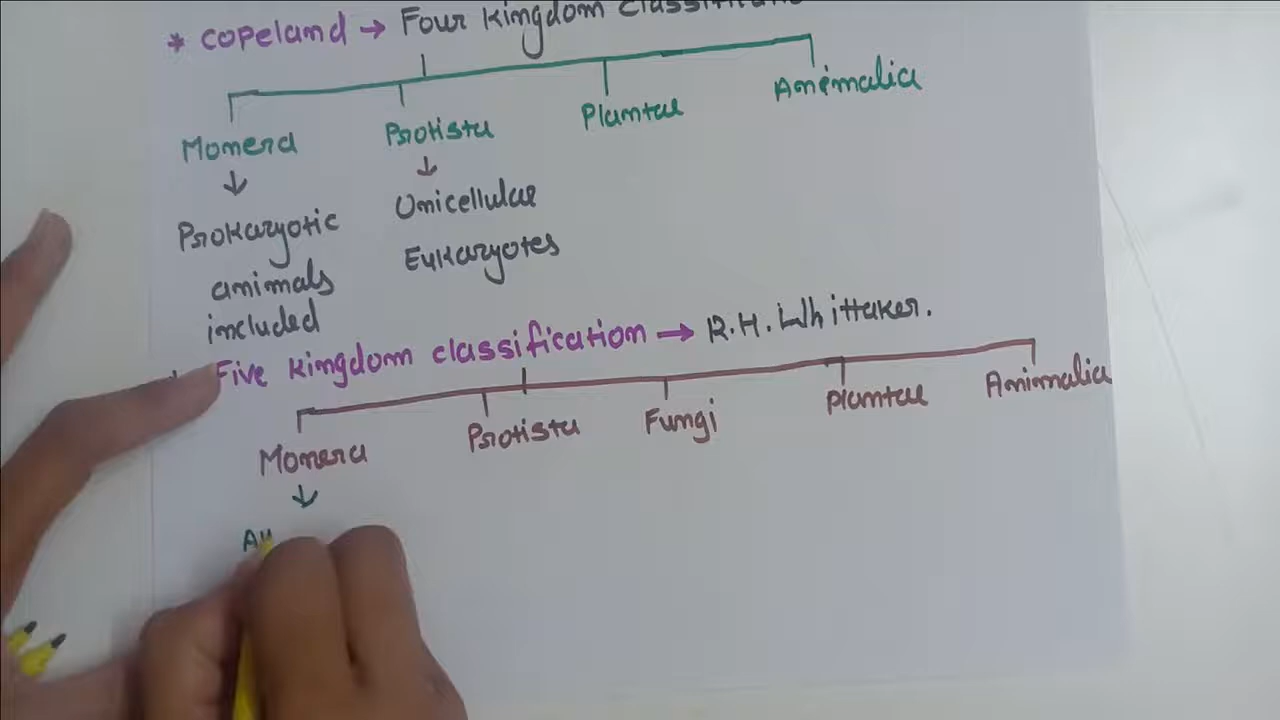 * Copeland → Four Kingdom
Monera Protista Plantae Animalia
↓ ↓
Prokaryotic Unicellular
animals Eukaryotes
included
Five Kingdom classification → R.H. Whittaker.
Monera Protista Fungi Plantae Animalia
↓